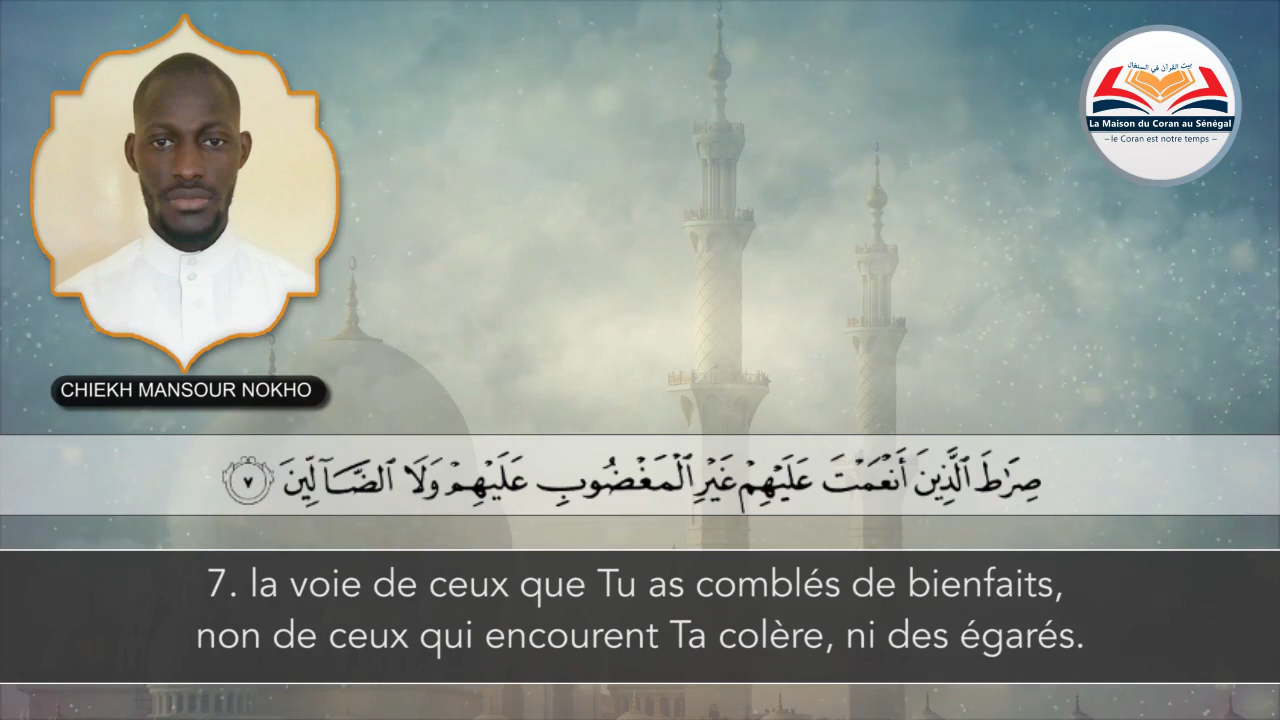 بيت القرآن في السنغال
La Maison du Coran au Sénégal
–le Coran est notre temps –
CHIEKH MANSOUR NOKHO
صِرَٰطَ ٱلَّذِينَ أَنْعَمْتَ عَلَيْهِمْ غَيْرِ ٱلْمَغْضُوبِ عَلَيْهِمْ وَلَا ٱلضَّآلِّينَ ٧
7. la voie de ceux que Tu as comblés de bienfaits,
non de ceux qui encourent Ta colère, ni des égarés.